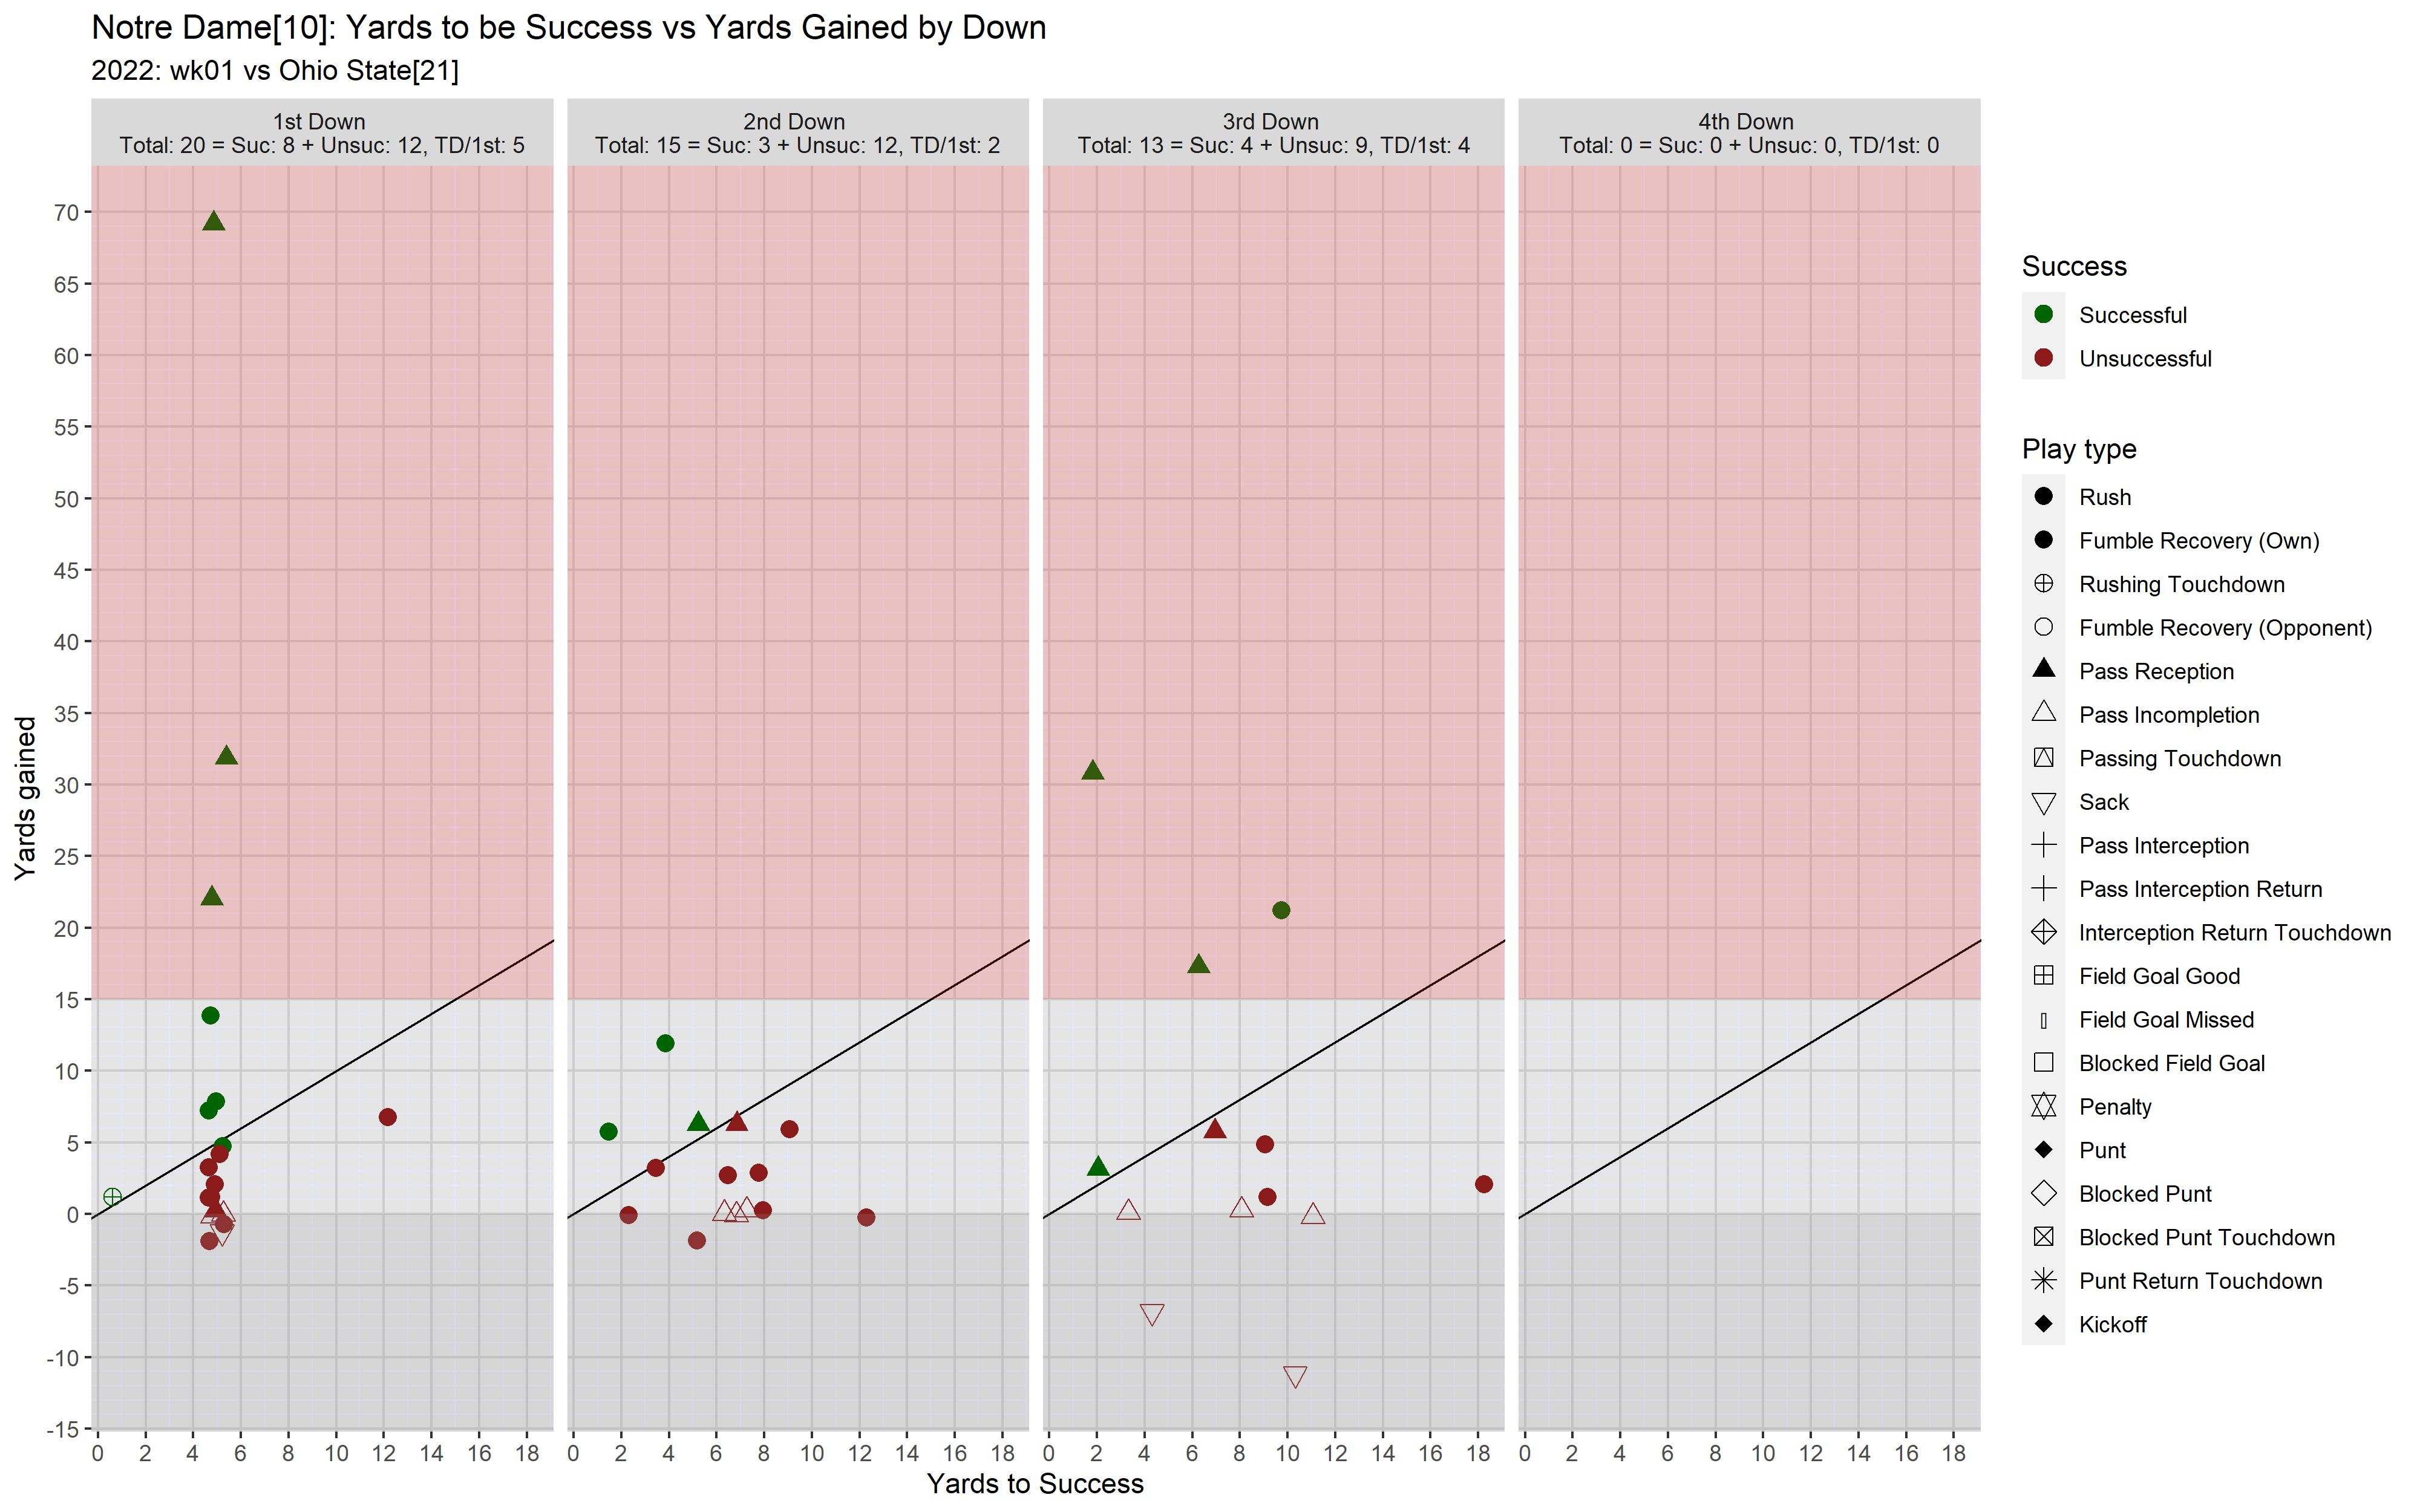 Notre Dame[10]: Yards to be Success vs Yards Gained by Down
2022: wk01 vs Ohio State[21]
1st Down
Total: 20 = Suc: 8 + Unsuc: 12, TD/1st: 5
2nd Down
Total: 15 = Suc: 3 + Unsuc: 12, TD/1st: 2
3rd Down
Total: 13 = Suc: 4 + Unsuc: 9, TD/1st: 4
4th Down
Total: 0 = Suc: 0 + Unsuc: 0, TD/1st: 0
Yards gained
70
65
60
55
50
45
40
35
30
25
20
15
10
5
0
-5
-10
-15
0 2 4 6 8 10 12 14 16 18
0 2 4 6 8 10 12 14 16 18
0 2 4 6 8 10 12 14 16 18
0 2 4 6 8 10 12 14 16 18
Yards to Success
Success
Successful
Unsuccessful
Play type
Rush
Fumble Recovery (Own)
Rushing Touchdown
Fumble Recovery (Opponent)
Pass Reception
Pass Incompletion
Passing Touchdown
Sack
Pass Interception
Pass Interception Return
Interception Return Touchdown
Field Goal Good
Field Goal Missed
Blocked Field Goal
Penalty
Punt
Blocked Punt
Blocked Punt Touchdown
Punt Return Touchdown
Kickoff